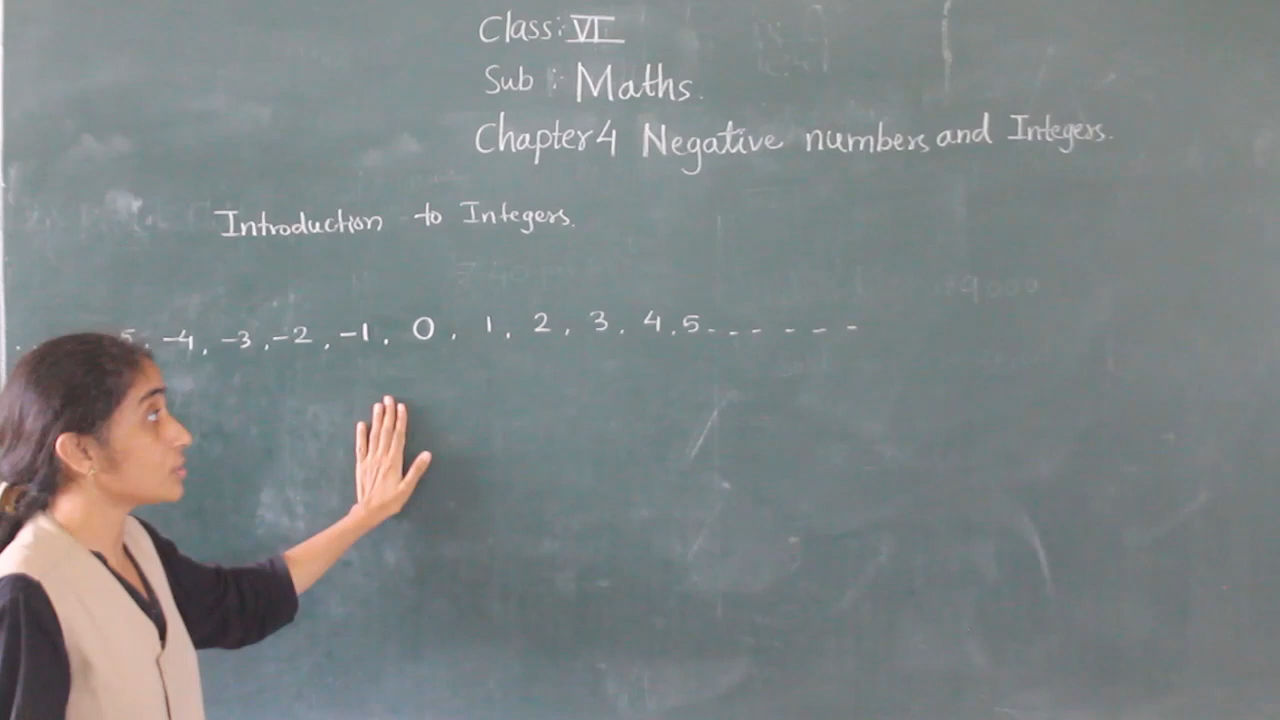 Class: VI
Sub : Maths.
Chapter 4 Negative numbers and Integers.
Introduction to Integers.
5, -4, -3, -2, -1, 0, 1, 2, 3, 4, 5 - - - - - -